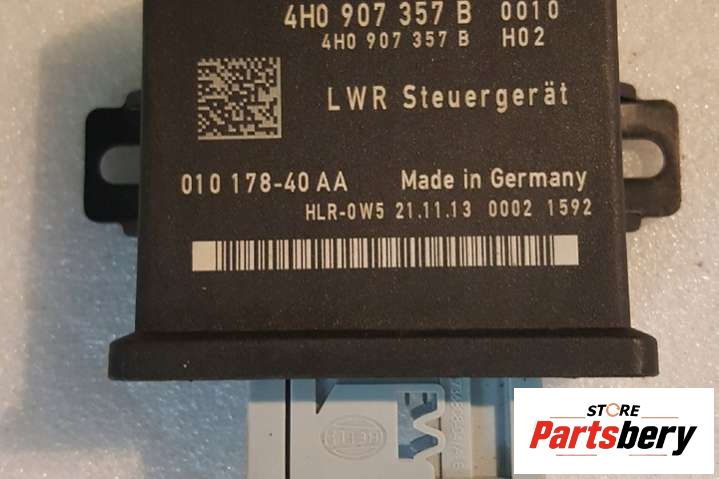 4H0 907 357 B 0010
4H0 907 357 B H02
LWR Steuergerät
010 178-40 AA Made in Germany
HLR-0W5 21.11.13 0002 1592
HELLA
STORE
Partsbery